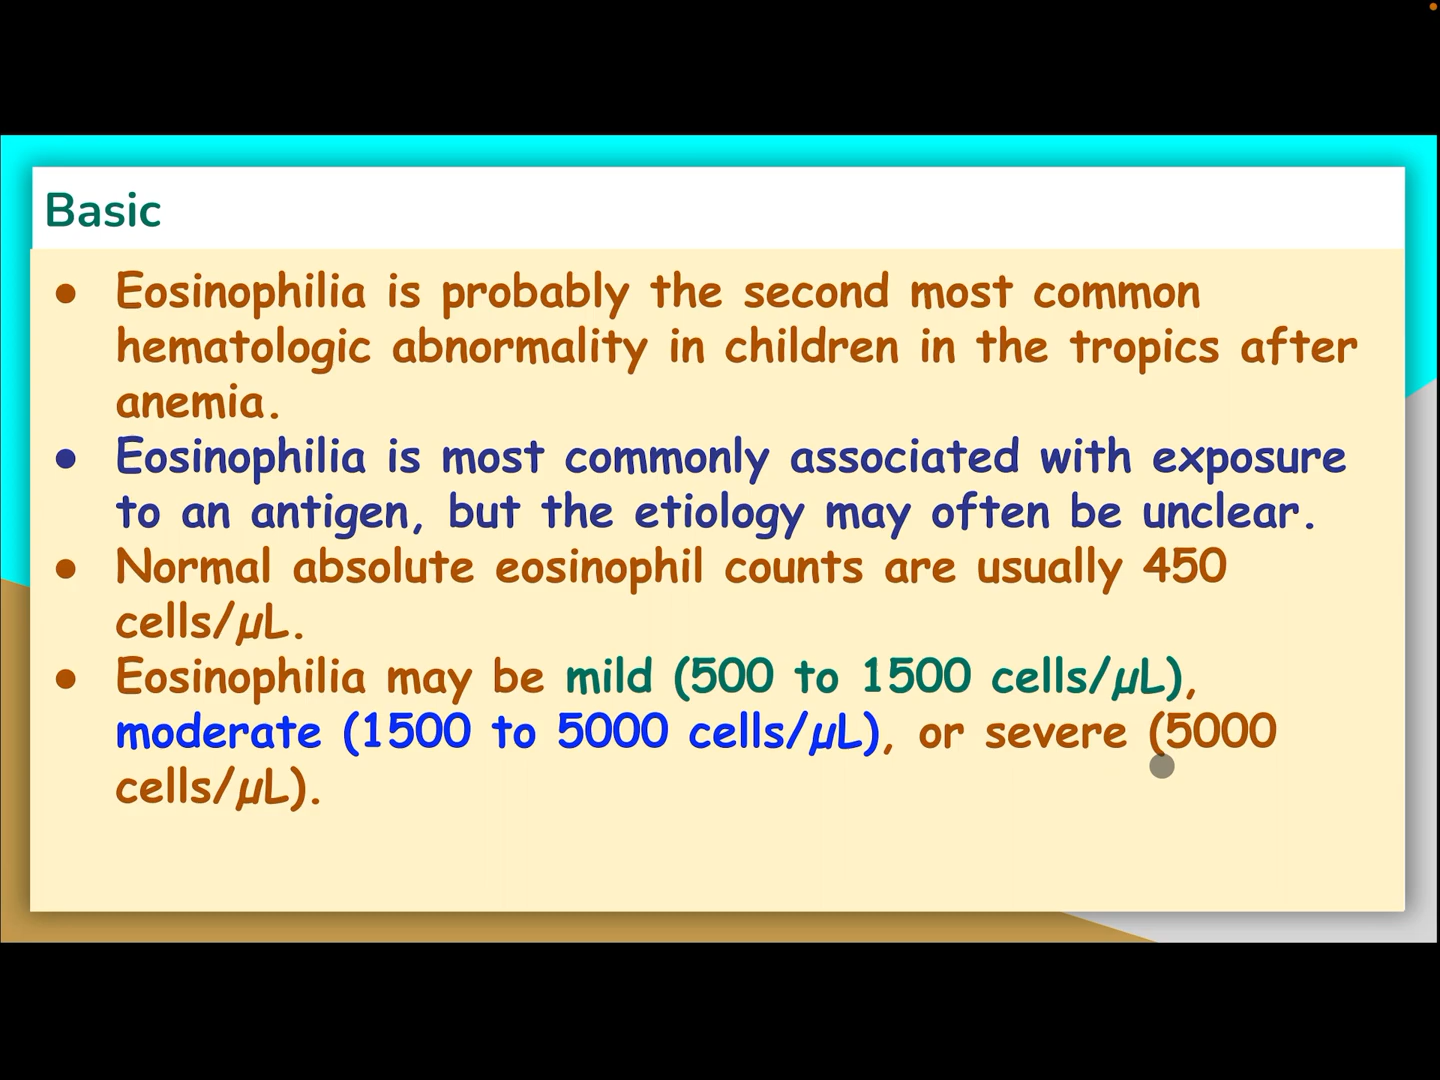 Basic
● Eosinophilia is probably the second most common
hematologic abnormality in children in the tropics after
anemia.
● Eosinophilia is most commonly associated with exposure
to an antigen, but the etiology may often be unclear.
● Normal absolute eosinophil counts are usually 450
cells/µL.
● Eosinophilia may be mild (500 to 1500 cells/µL),
moderate (1500 to 5000 cells/µL), or severe (5000
cells/µL).